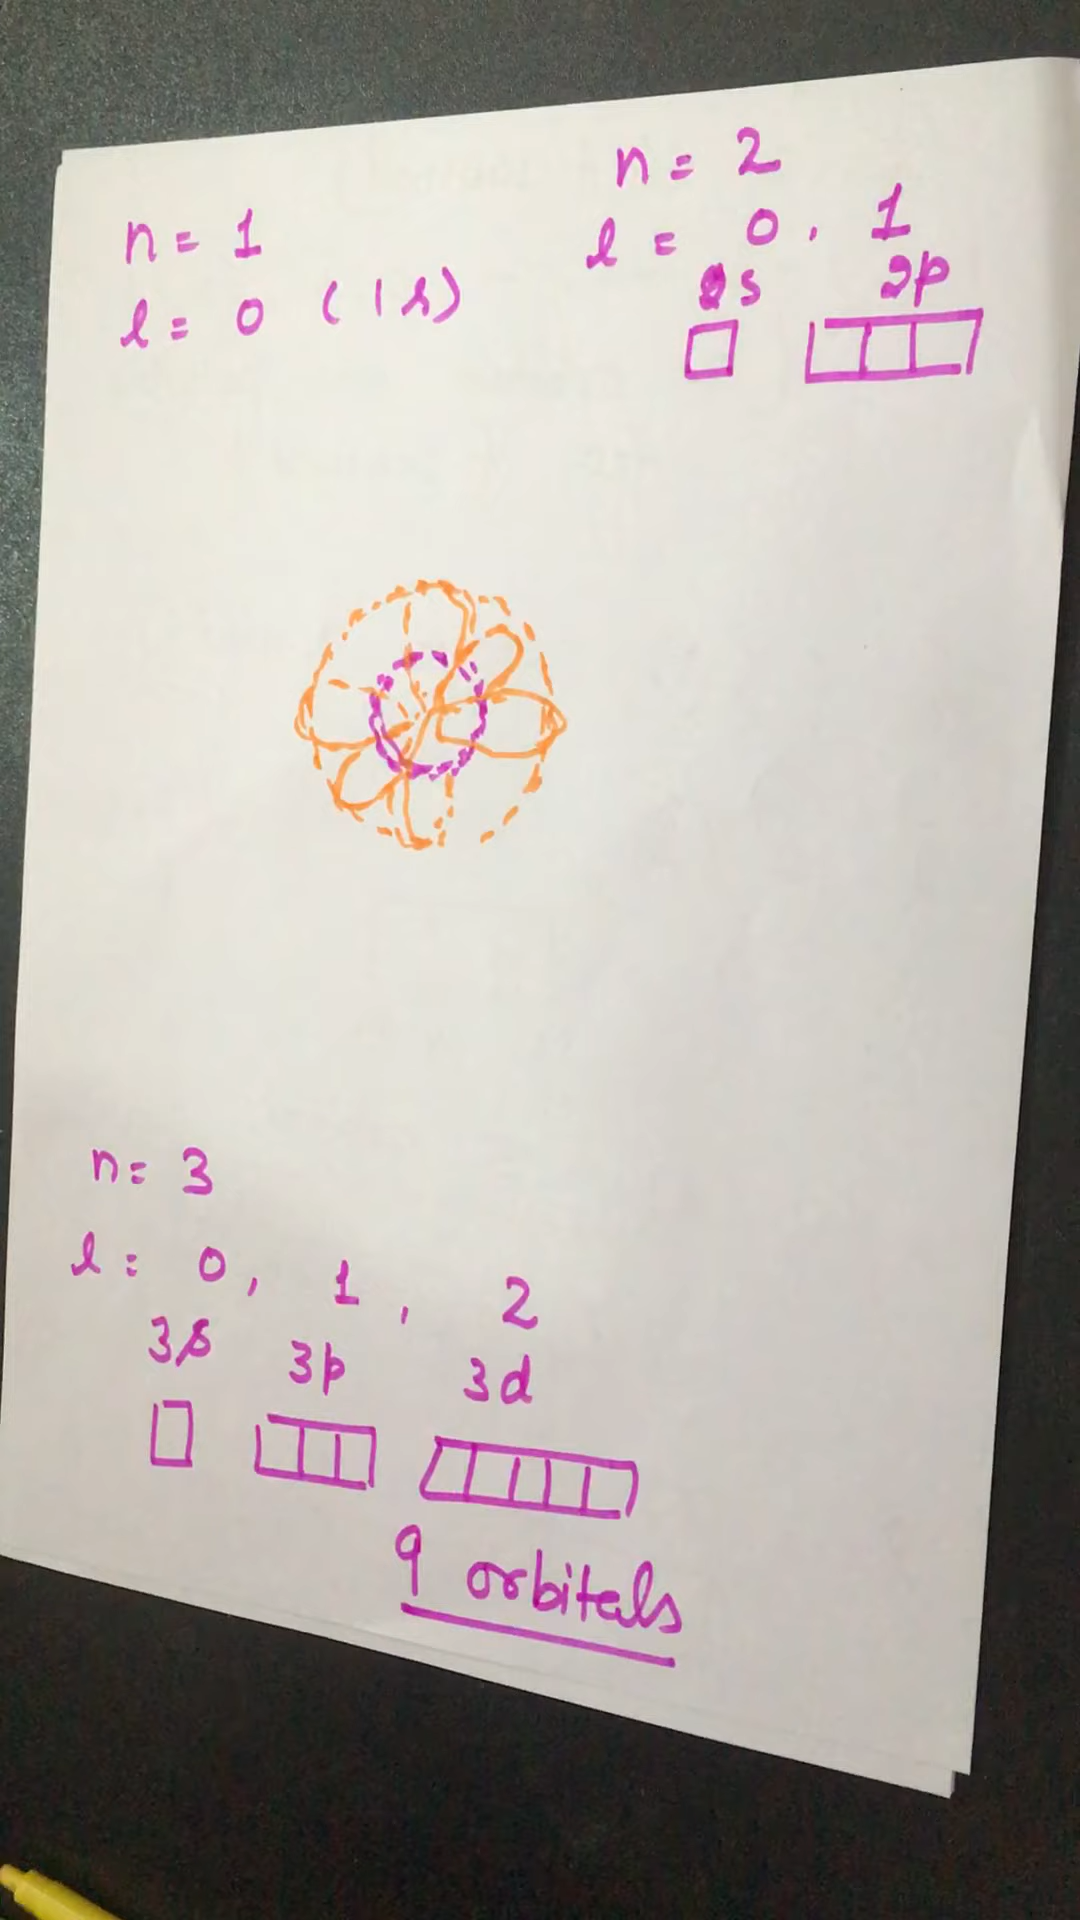 n = 1
l = 0 (1s)
n = 2
l = 0, 1
2s 2p
n = 3
l = 0, 1, 2
3s 3p 3d
9 orbitals